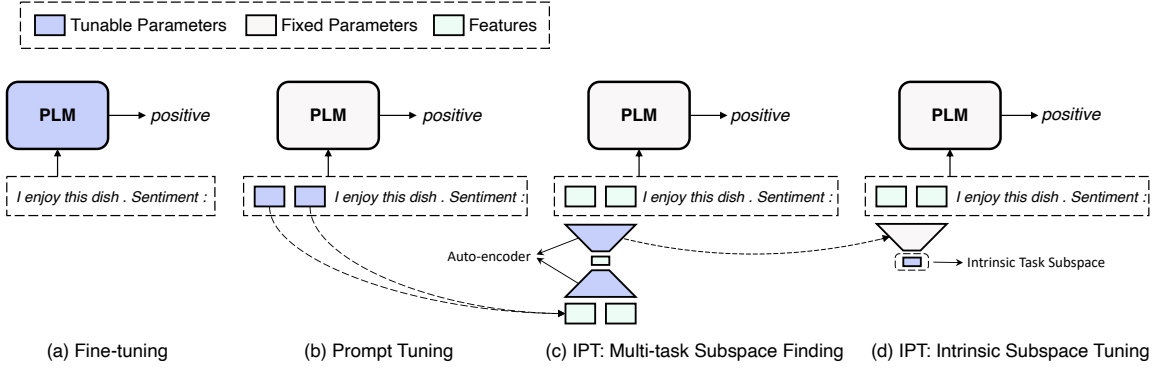 Tunable Parameters Fixed Parameters Features
PLM positive PLM positive PLM positive PLM positive
I enjoy this dish . Sentiment : I enjoy this dish . Sentiment : I enjoy this dish . Sentiment : I enjoy this dish . Sentiment :
Auto-encoder
Intrinsic Task Subspace
(a) Fine-tuning (b) Prompt Tuning (c) IPT: Multi-task Subspace Finding (d) IPT: Intrinsic Subspace Tuning